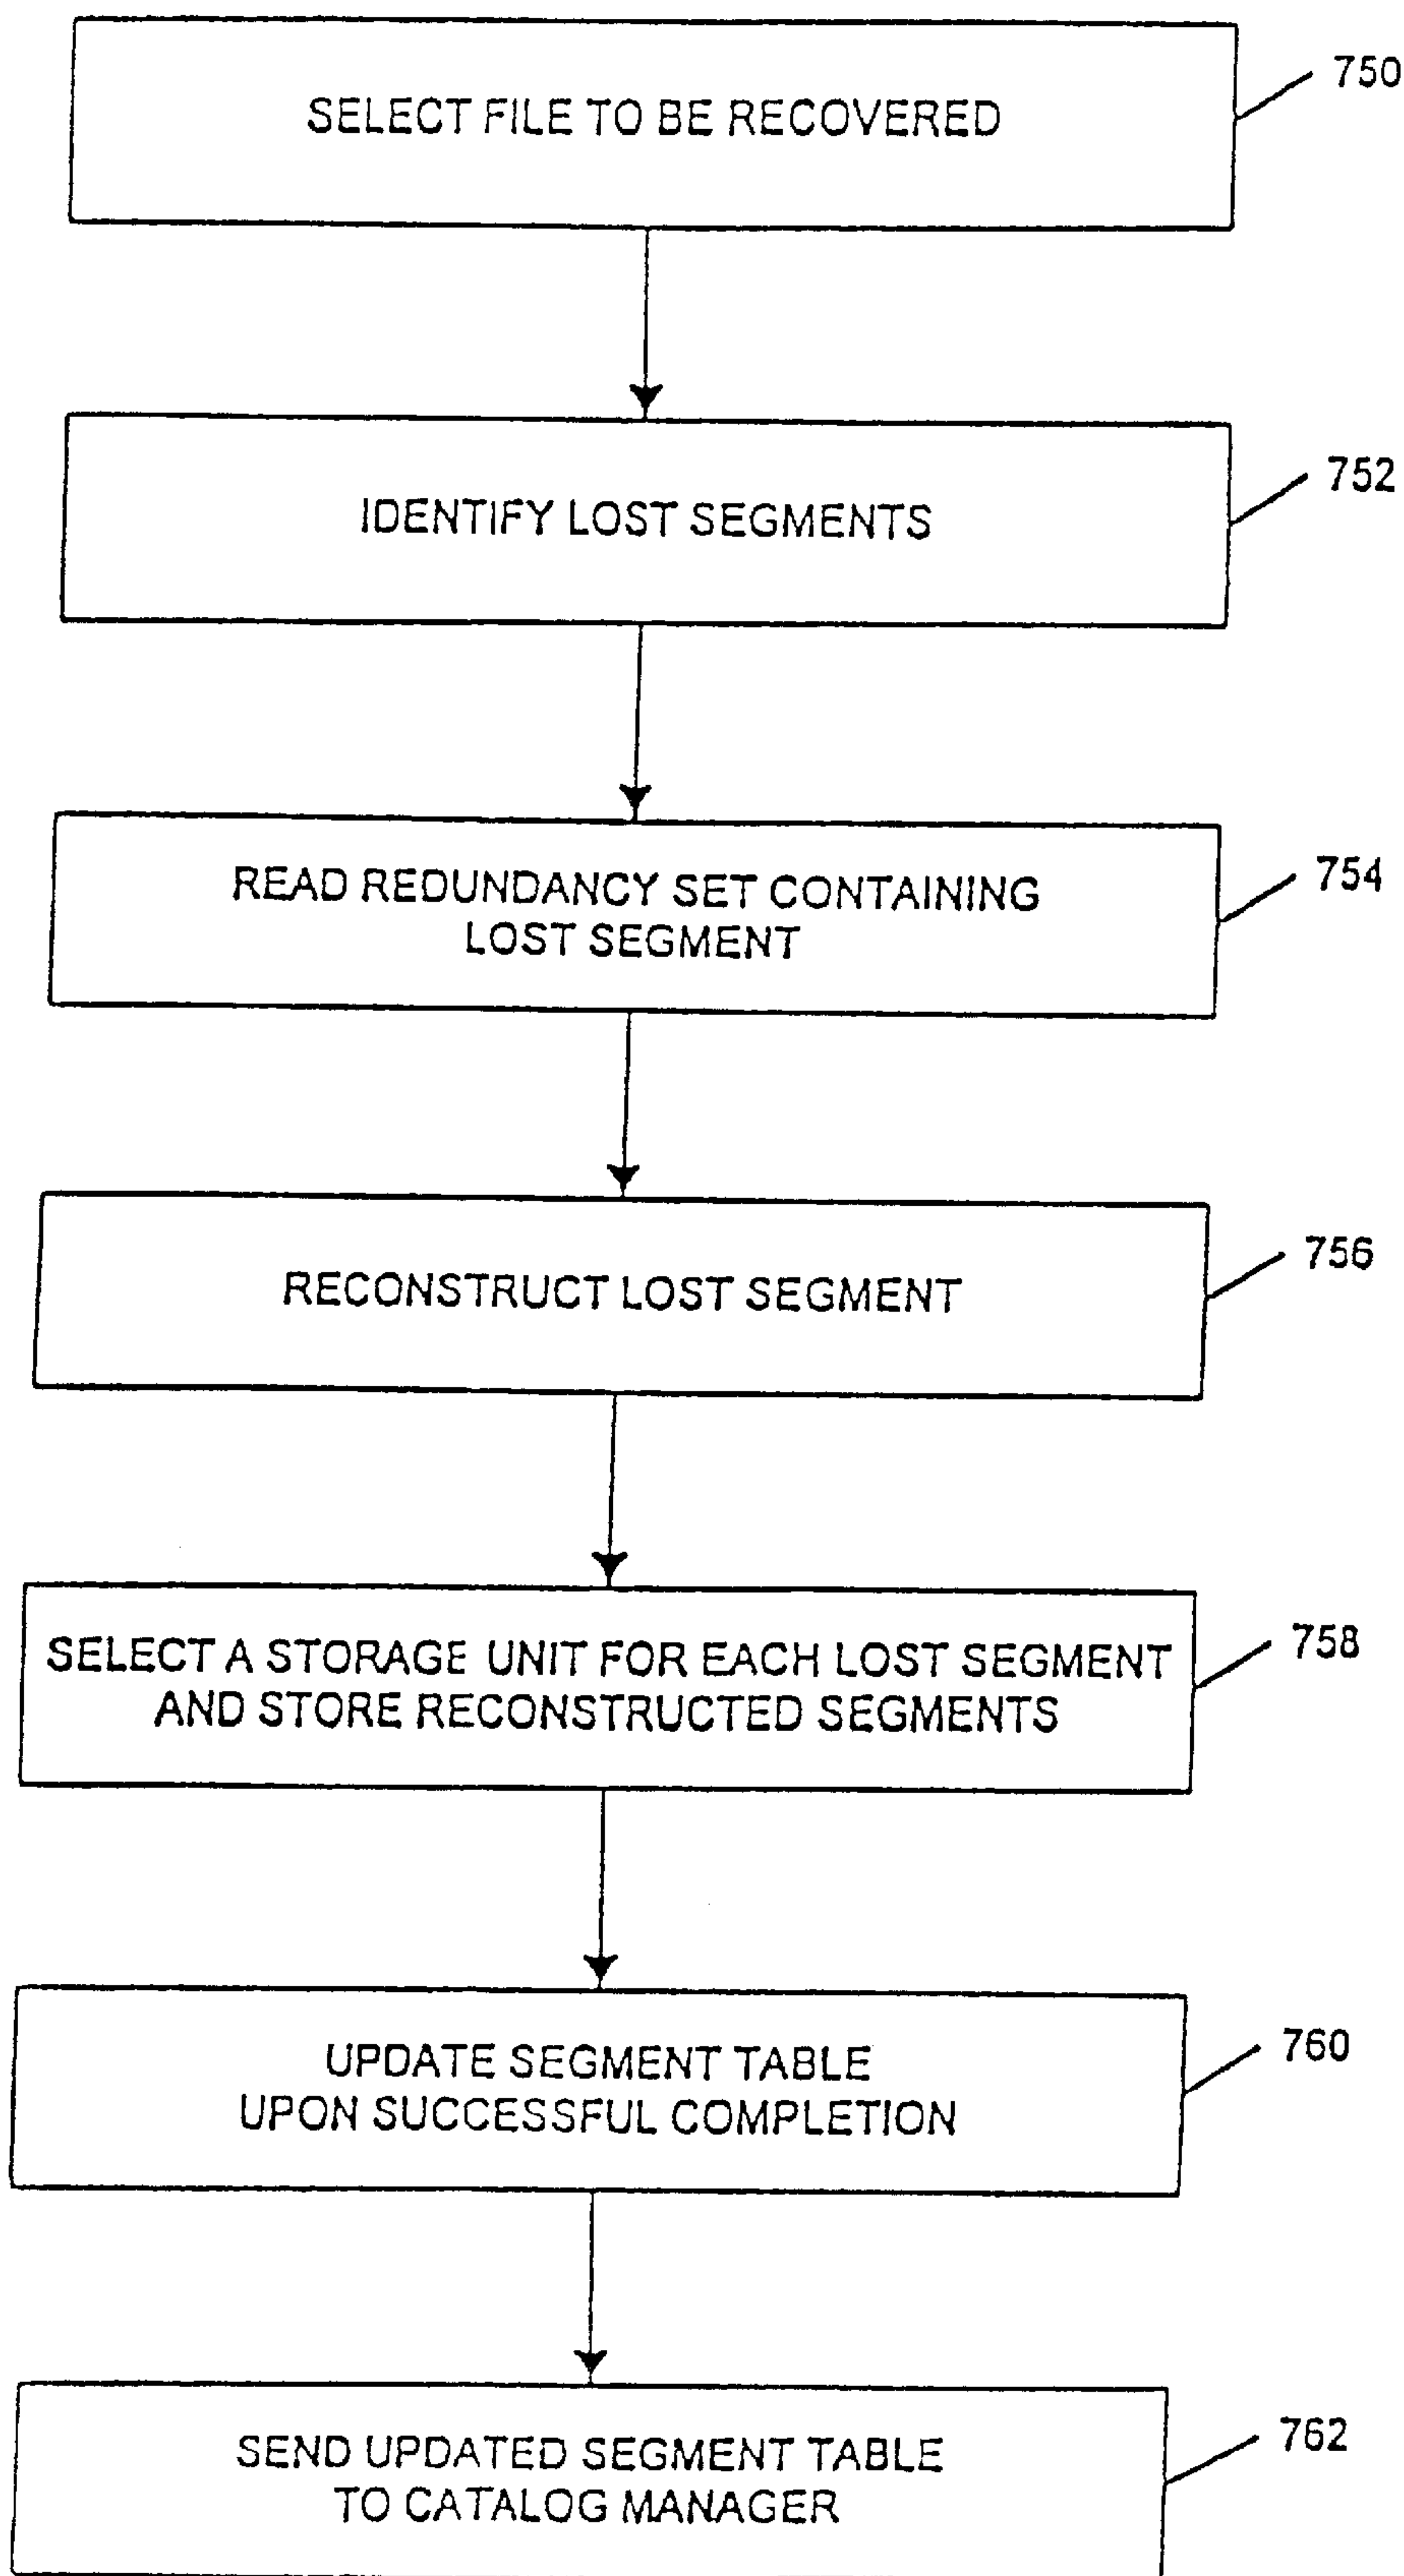 SELECT FILE TO BE RECOVERED
750
IDENTIFY LOST SEGMENTS
752
READ REDUNDANCY SET CONTAINING
LOST SEGMENT
754
RECONSTRUCT LOST SEGMENT
756
SELECT A STORAGE UNIT FOR EACH LOST SEGMENT
AND STORE RECONSTRUCTED SEGMENTS
758
UPDATE SEGMENT TABLE
UPON SUCCESSFUL COMPLETION
760
SEND UPDATED SEGMENT TABLE
TO CATALOG MANAGER
762